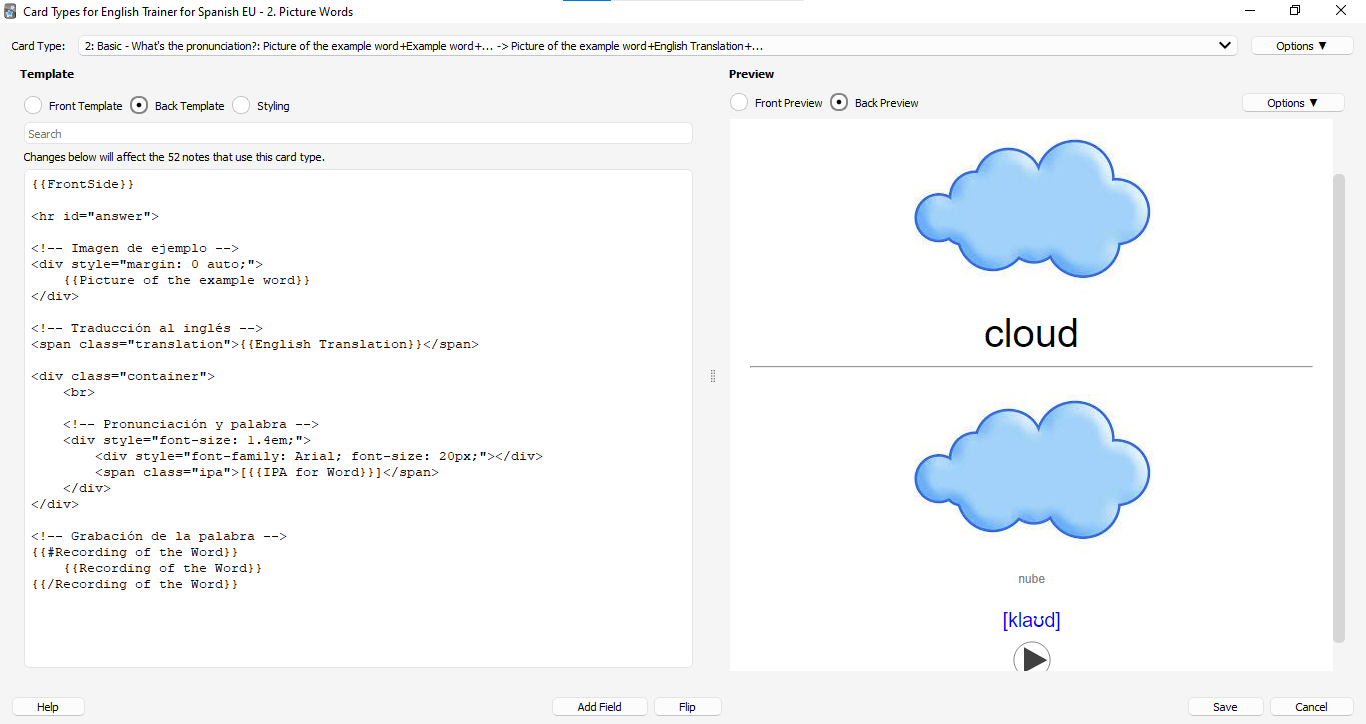 Card Types for English Trainer for Spanish EU - 2. Picture Words
Card Type: 2: Basic - What's the pronunciation?: Picture of the example word+Example word+... -> Picture of the example word+English Translation+... Options ▼
Template
Front Template Back Template Styling
Search
Changes below will affect the 52 notes that use this card type.
{{FrontSide}}
<hr id="answer">
<!-- Imagen de ejemplo -->
<div style="margin: 0 auto;">
    {{Picture of the example word}}
</div>
<!-- Traducción al inglés -->
<span class="translation">{{English Translation}}</span>
<div class="container">
    <br>
    <!-- Pronunciación y palabra -->
    <div style="font-size: 1.4em;">
        <div style="font-family: Arial; font-size: 20px;"></div>
        <span class="ipa">[{{IPA for Word}}]</span>
    </div>
</div>
<!-- Grabación de la palabra -->
{{#Recording of the Word}}
    {{Recording of the Word}}
{{/Recording of the Word}}
Preview
Front Preview Back Preview Options ▼
cloud
nube
[klaʊd]
Help Add Field Flip Save Cancel